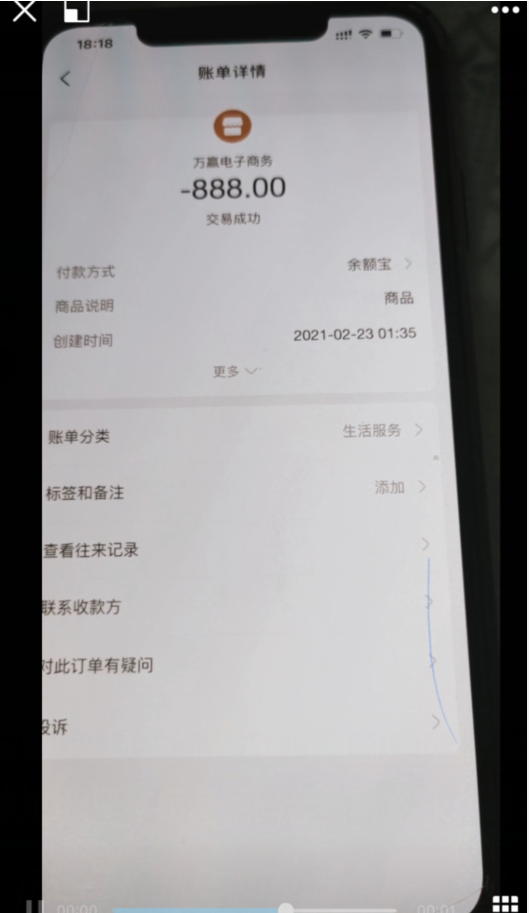 18:18
账单详情
万赢电子商务
-888.00
交易成功
付款方式 余额宝
商品说明 商品
创建时间 2021-02-23 01:35
更多
账单分类 生活服务
标签和备注 添加
查看往来记录
联系收款方
对此订单有疑问
投诉
00:00 00:01